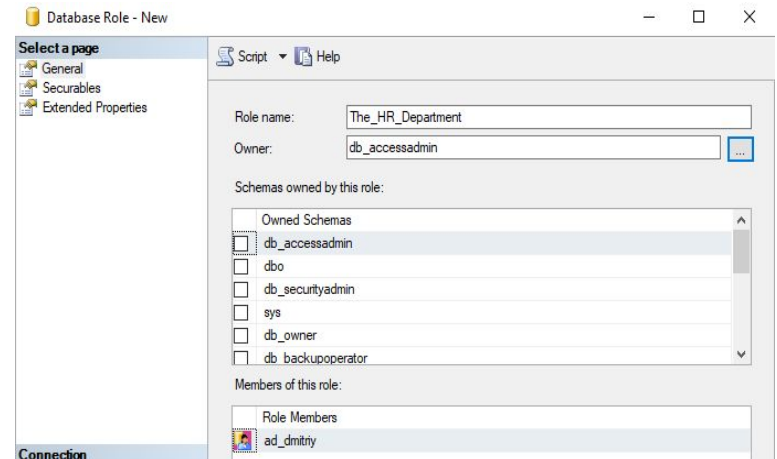 Database Role - New
Select a page
General
Securables
Extended Properties
Connection
Script Help
Role name: The_HR_Department
Owner: db_accessadmin ...
Schemas owned by this role:
Owned Schemas
db_accessadmin
dbo
db_securityadmin
sys
db_owner
db_backupoperator
Members of this role:
Role Members
ad_dmitriy